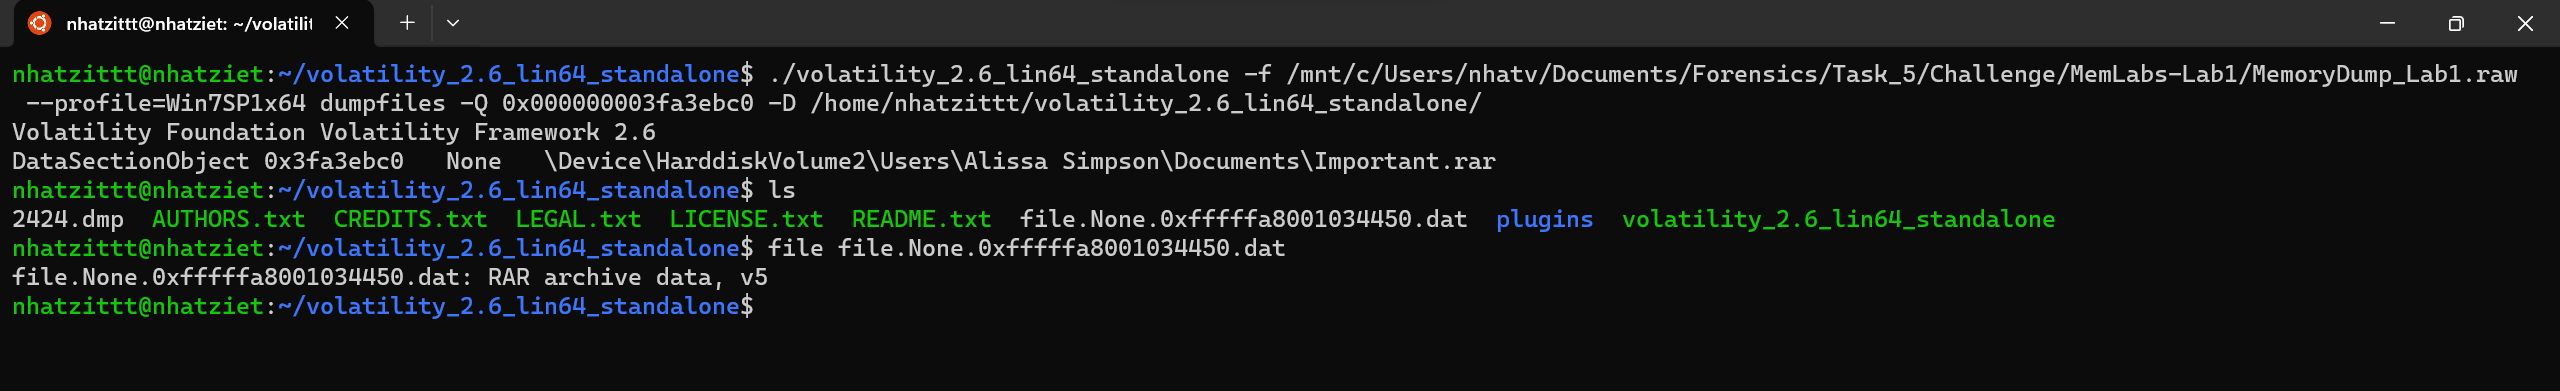 nhatzittt@nhatziet: ~/volatilit
nhatzittt@nhatziet:~/volatility_2.6_lin64_standalone$ ./volatility_2.6_lin64_standalone -f /mnt/c/Users/nhatv/Documents/Forensics/Task_5/Challenge/MemLabs-Lab1/MemoryDump_Lab1.raw
--profile=Win7SP1x64 dumpfiles -Q 0x000000003fa3ebc0 -D /home/nhatzittt/volatility_2.6_lin64_standalone/
Volatility Foundation Volatility Framework 2.6
DataSectionObject 0x3fa3ebc0   None   \Device\HarddiskVolume2\Users\Alissa Simpson\Documents\Important.rar
nhatzittt@nhatziet:~/volatility_2.6_lin64_standalone$ ls
2424.dmp  AUTHORS.txt  CREDITS.txt  LEGAL.txt  LICENSE.txt  README.txt  file.None.0xfffffa8001034450.dat  plugins  volatility_2.6_lin64_standalone
nhatzittt@nhatziet:~/volatility_2.6_lin64_standalone$ file file.None.0xfffffa8001034450.dat
file.None.0xfffffa8001034450.dat: RAR archive data, v5
nhatzittt@nhatziet:~/volatility_2.6_lin64_standalone$